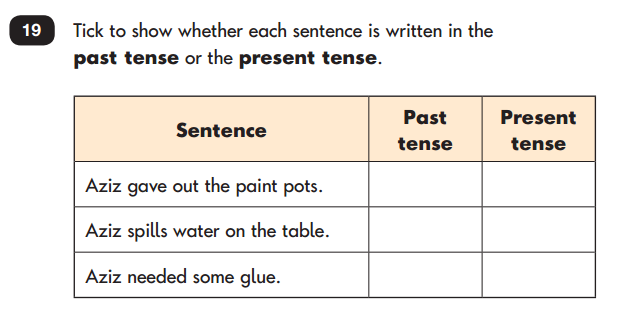 19 Tick to show whether each sentence is written in the
past tense or the present tense.
Sentence Past tense Present tense
Aziz gave out the paint pots.
Aziz spills water on the table.
Aziz needed some glue.